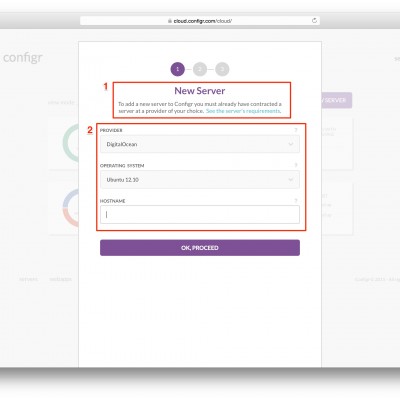 cloud.configr.com/cloud/
configr
1 2 3
1
New Server
To add a new server to Configr you must already have contracted a
server at a provider of your choice. See the server's requirements.
SERVER
2
PROVIDER
DigitalOcean
OPERATING SYSTEM
Ubuntu 12.10
HOSTNAME
OK, PROCEED